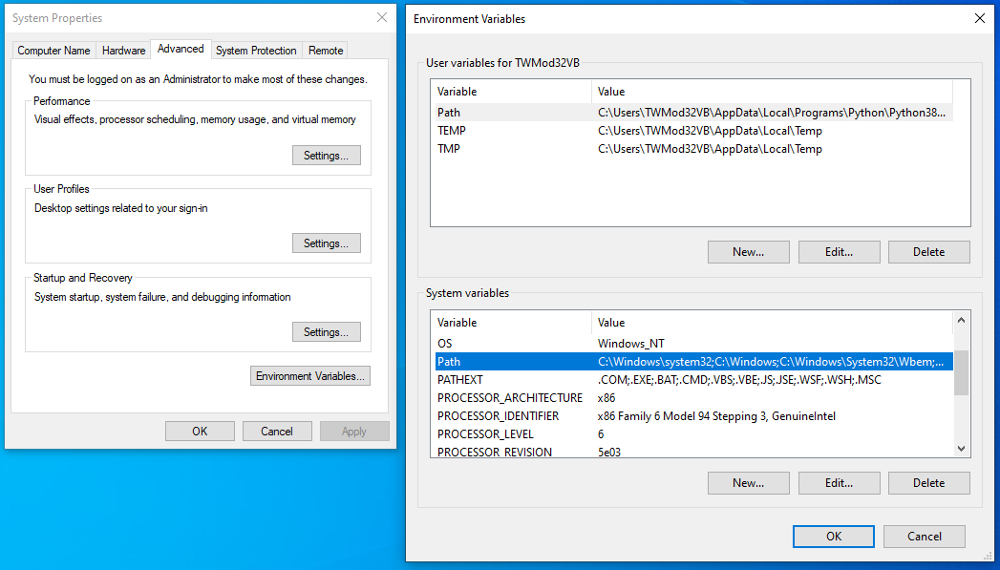 System Properties
Computer Name Hardware Advanced System Protection Remote
You must be logged on as an Administrator to make most of these changes.
Performance
Visual effects, processor scheduling, memory usage, and virtual memory
Settings...
User Profiles
Desktop settings related to your sign-in
Settings...
Startup and Recovery
System startup, system failure, and debugging information
Settings...
Environment Variables...
OK Cancel Apply
Environment Variables
User variables for TWMod32VB
Variable Value
Path C:\Users\TWMod32VB\AppData\Local\Programs\Python\Python38...
TEMP C:\Users\TWMod32VB\AppData\Local\Temp
TMP C:\Users\TWMod32VB\AppData\Local\Temp
New... Edit... Delete
System variables
Variable Value
OS Windows_NT
Path C:\Windows\system32;C:\Windows;C:\Windows\System32\Wbem;...
PATHEXT .COM;.EXE;.BAT;.CMD;.VBS;.VBE;.JS;.JSE;.WSF;.WSH;.MSC
PROCESSOR_ARCHITECTURE x86
PROCESSOR_IDENTIFIER x86 Family 6 Model 94 Stepping 3, GenuineIntel
PROCESSOR_LEVEL 6
PROCESSOR_REVISION 5e03
New... Edit... Delete
OK Cancel